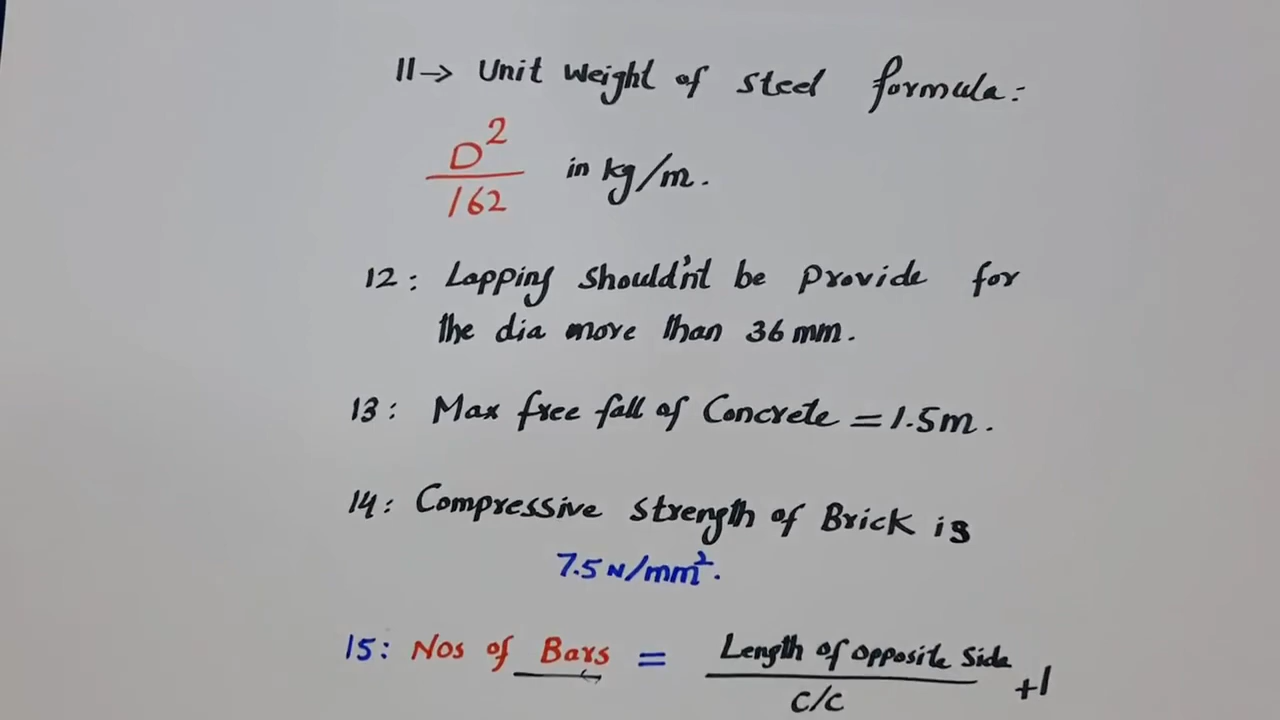 11→ Unit weight of steel formula:-
D²
162
in kg/m.
12: Lapping shouldn't be provide for
the dia more than 36 mm.
13: Max free fall of Concrete = 1.5m.
14: Compressive strength of Brick is
7.5 N/mm².
15: Nos of Bars = Length of opposite side
c/c
+1